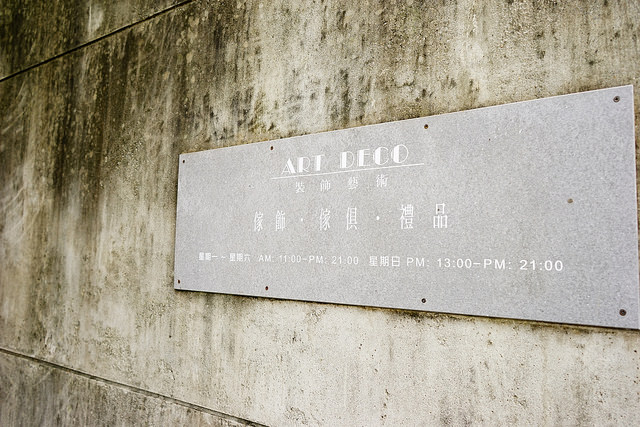 ART DECO
裝飾藝術
傢飾・傢俱・禮品
星期一～星期六 AM: 11:00-PM: 21:00 星期日 PM: 13:00-PM: 21:00